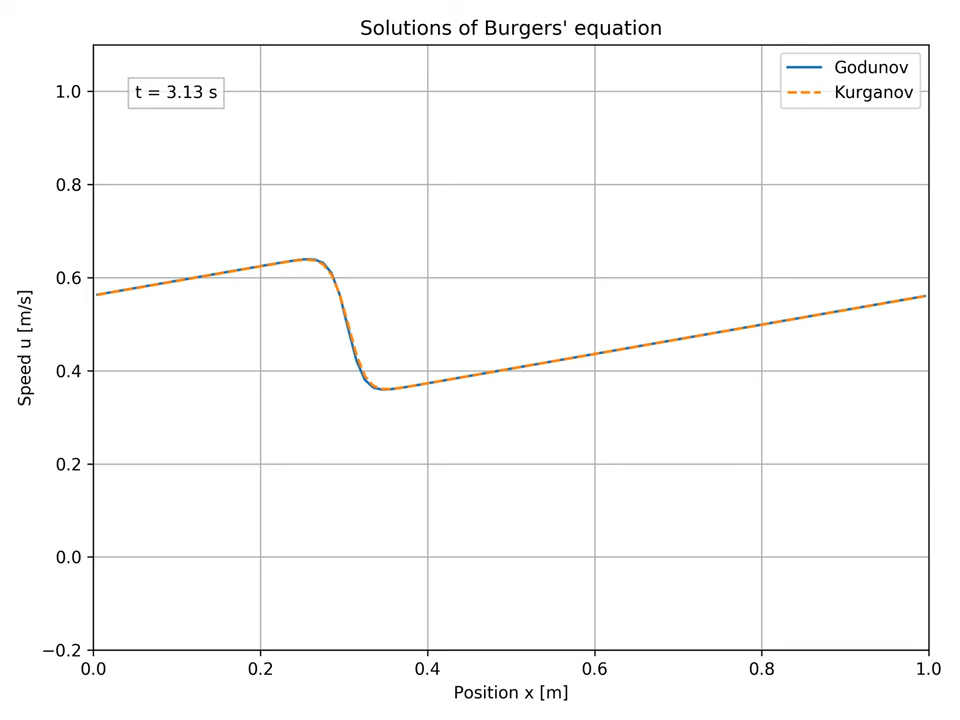 Solutions of Burgers' equation
t = 3.13 s
Godunov
Kurganov
1.0
0.8
0.6
0.4
0.2
0.0
−0.2
Speed u [m/s]
0.0 0.2 0.4 0.6 0.8 1.0
Position x [m]